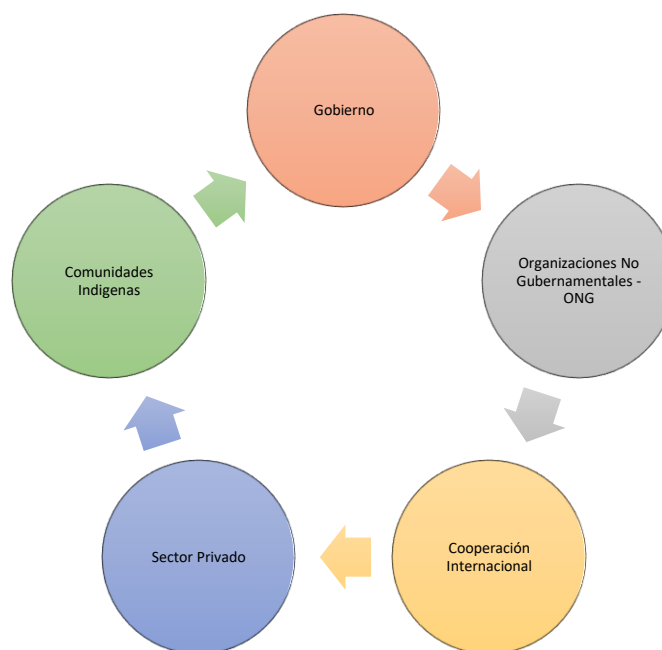 Gobierno
Organizaciones No
Gubernamentales -
ONG
Cooperación
Internacional
Sector Privado
Comunidades
Indigenas